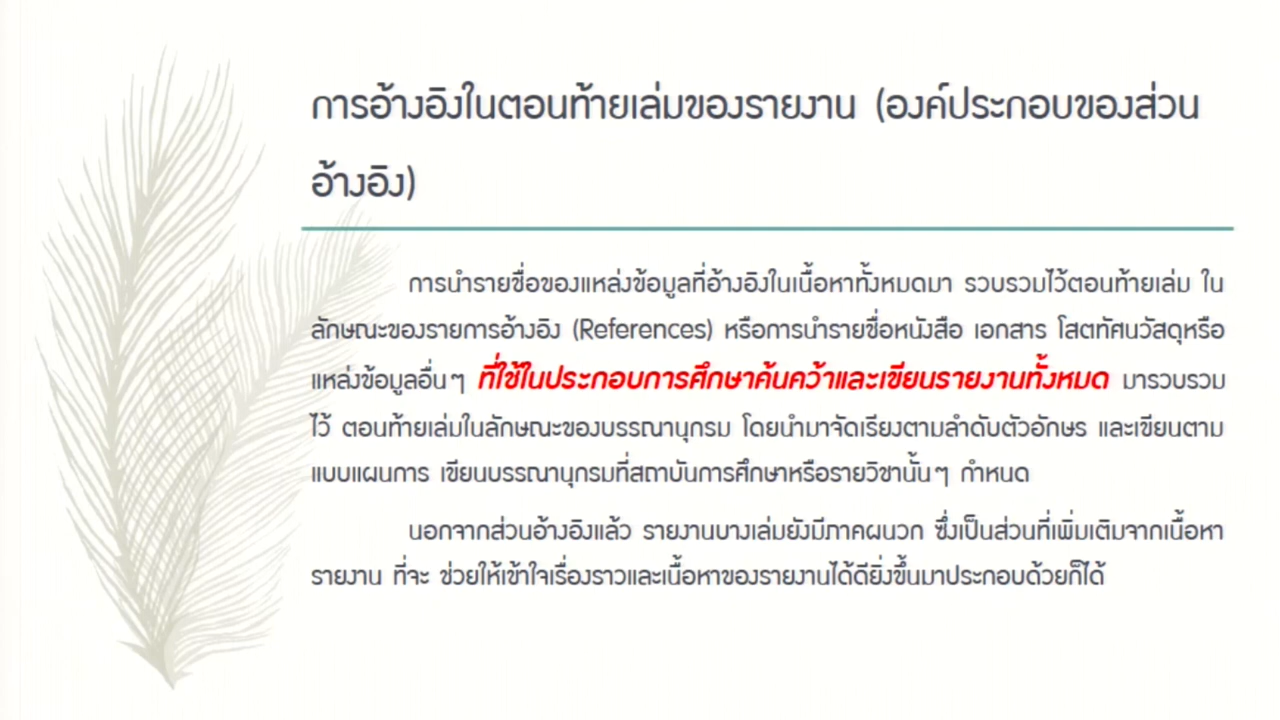 การอ้างอิงในตอนท้ายเล่มของรายงาน (องค์ประกอบของส่วน
อ้างอิง)
การนำรายชื่อของแหล่งข้อมูลที่อ้างอิงในเนื้อหาทั้งหมดมา รวบรวมไว้ตอนท้ายเล่ม ใน
ลักษณะของรายการอ้างอิง (References) หรือการนำรายชื่อหนังสือ เอกสาร โสตทัศนวัสดุหรือ
แหล่งข้อมูลอื่นๆ ที่ใช้ในประกอบการศึกษาค้นคว้าและเขียนรายงานทั้งหมด มารวบรวม
ไว้ ตอนท้ายเล่มในลักษณะของบรรณานุกรม โดยนำมาจัดเรียงตามลำดับตัวอักษร และเขียนตาม
แบบแผนการ เขียนบรรณานุกรมที่สถาบันการศึกษาหรือรายวิชานั้นๆ กำหนด
นอกจากส่วนอ้างอิงแล้ว รายงานบางเล่มยังมีภาคผนวก ซึ่งเป็นส่วนที่เพิ่มเติมจากเนื้อหา
รายงาน ที่จะ ช่วยให้เข้าใจเรื่องราวและเนื้อหาของรายงานได้ดียิ่งขึ้นมาประกอบด้วยก็ได้